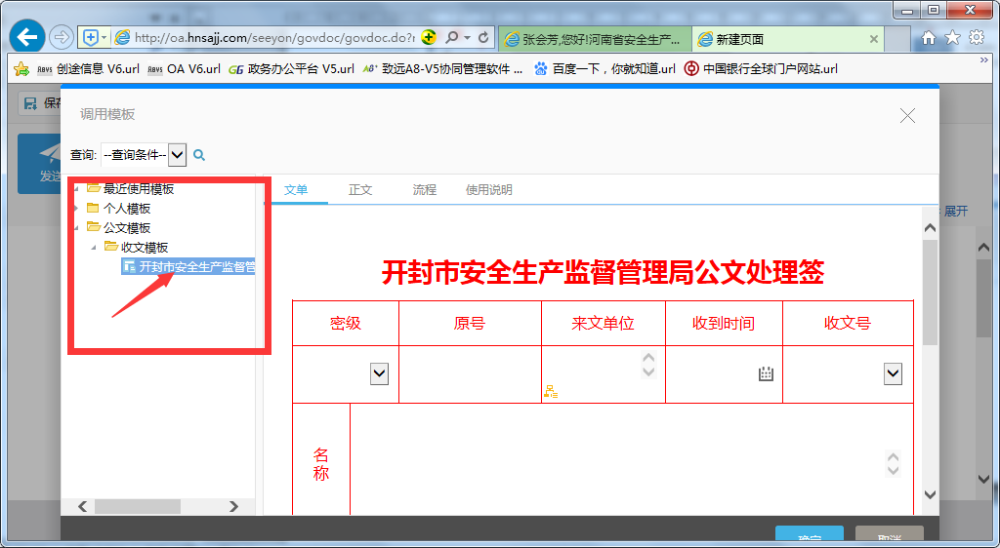 http://oa.hnsajj.com/seeyon/govdoc/govdoc.do?r
张会芳,您好!河南省安全生产...
新建页面
创途信息 V6.url
OA V6.url
政务办公平台 V5.url
致远A8-V5协同管理软件 ...
百度一下，你就知道.url
中国银行全球门户网站.url
保存
调用模板
查询:
--查询条件--
发送
最近使用模板
个人模板
公文模板
收文模板
开封市安全生产监督管
文单
正文
流程
使用说明
展开
开封市安全生产监督管理局公文处理签
密级
原号
来文单位
收到时间
收文号
名
称
确定
取消